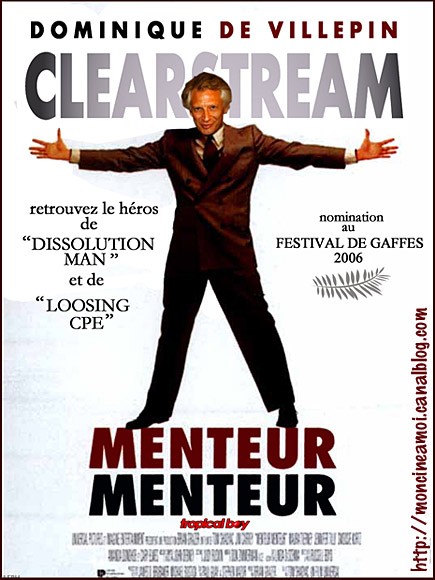 DOMINIQUE DE VILLEPIN
CLEARSTREAM
retrouvez le héros
de
“DISSOLUTION
MAN”
et de
“LOOSING
CPE”
nomination
au
FESTIVAL DE GAFFES
2006
http://moncineamoi.canalblog.com
MENTEUR
MENTEUR
tropical boy